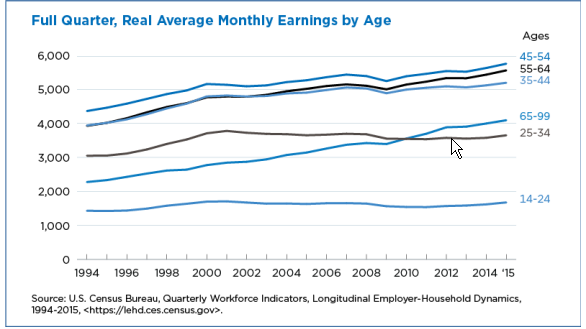 Full Quarter, Real Average Monthly Earnings by Age
Ages
6,000
45-54
55-64
35-44
5,000
4,000
65-99
25-34
3,000
2,000
14-24
1,000
0
1994 1996 1998 2000 2002 2004 2006 2008 2010 2012 2014 '15
Source: U.S. Census Bureau, Quarterly Workforce Indicators, Longitudinal Employer-Household Dynamics,
1994-2015, <https://lehd.ces.census.gov>.